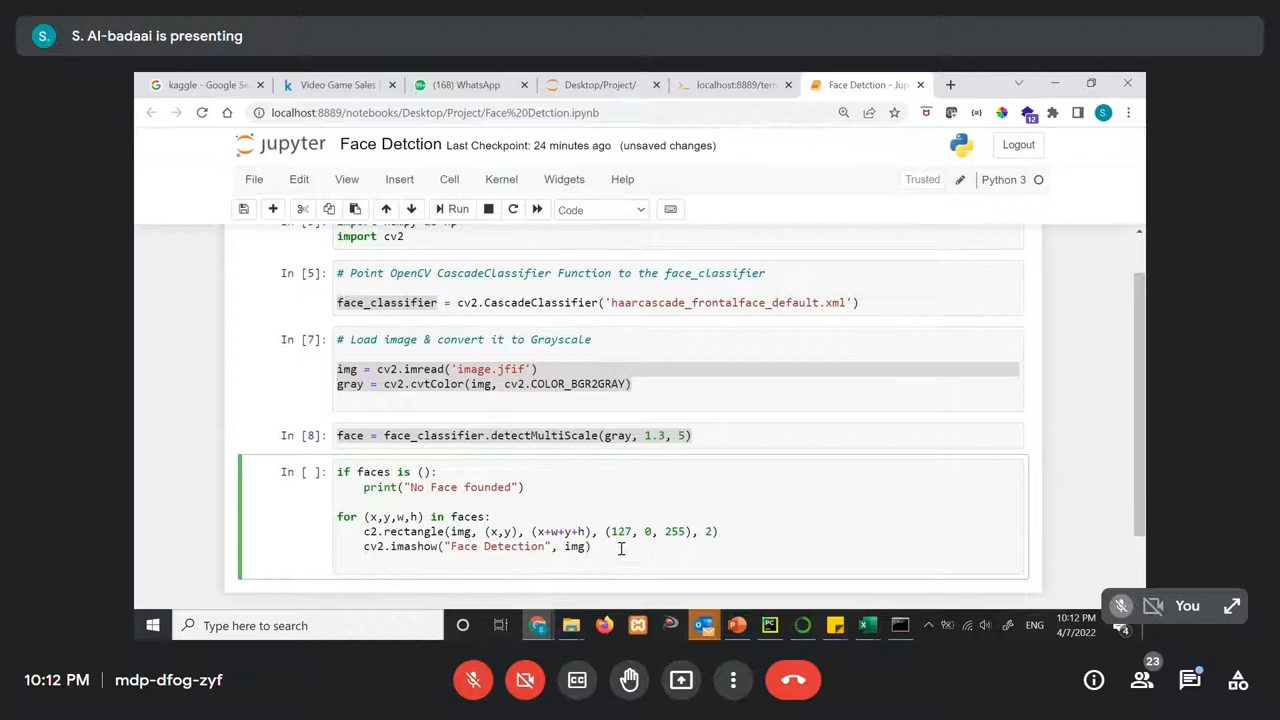 S. S. Al-badaai is presenting
kaggle - Google Se
Video Game Sales
(168) WhatsApp
Desktop/Project/
localhost:8889/tern
Face Detction - Jup
localhost:8889/notebooks/Desktop/Project/Face%20Detction.ipynb
12
S
jupyter Face Detction Last Checkpoint: 24 minutes ago (unsaved changes)
Logout
File Edit View Insert Cell Kernel Widgets Help
Trusted
Python 3
Run
Code
import numpy as np
import cv2
In [5]:
# Point OpenCV CascadeClassifier Function to the face_classifier
face_classifier = cv2.CascadeClassifier('haarcascade_frontalface_default.xml')
In [7]:
# Load image & convert it to Grayscale
img = cv2.imread('image.jfif')
gray = cv2.cvtColor(img, cv2.COLOR_BGR2GRAY)
In [8]:
face = face_classifier.detectMultiScale(gray, 1.3, 5)
In [ ]:
if faces is ():
print("No Face founded")
for (x,y,w,h) in faces:
c2.rectangle(img, (x,y), (x+w+y+h), (127, 0, 255), 2)
cv2.imashow("Face Detection", img)
You
Type here to search
ENG
10:12 PM
4/7/2022
4
10:12 PM
mdp-dfog-zyf
23